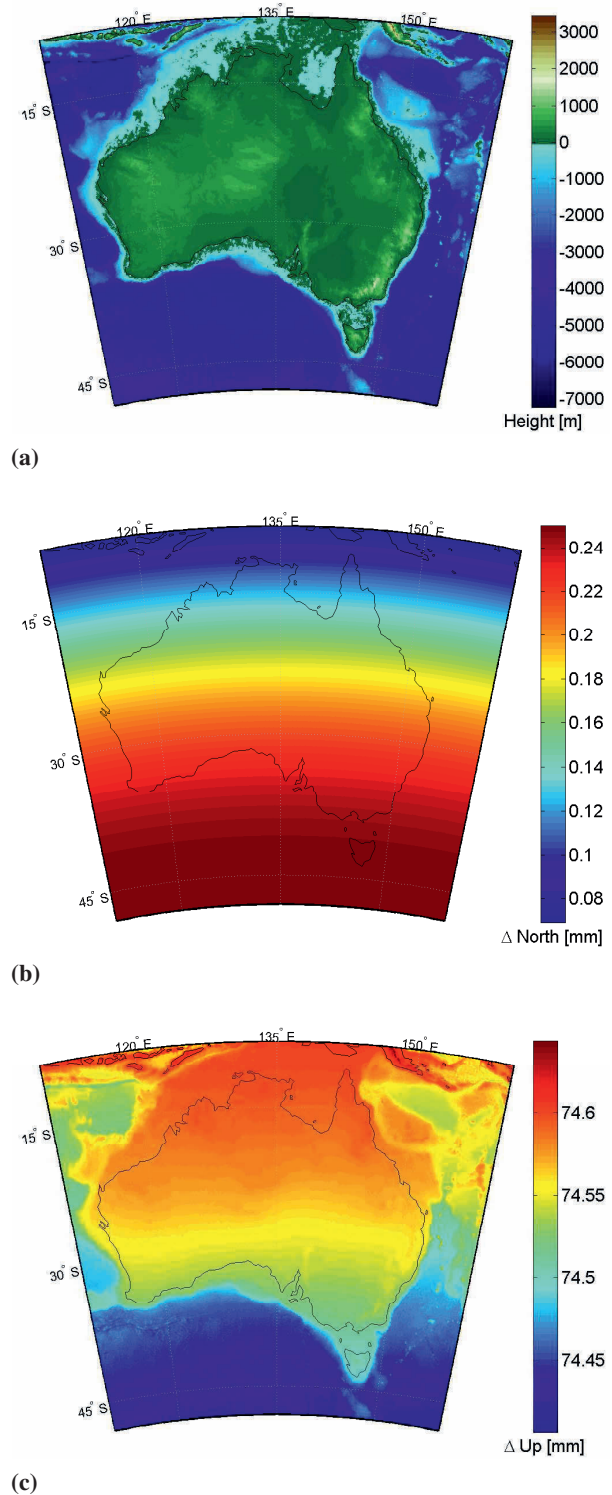 120° E
150° E
15° S
30° S
45° S
3000
2000
1000
0
-1000
-2000
-3000
-4000
-5000
-6000
-7000
Height [m]
(a)
120° E
135° E
150° E
15° S
30° S
45° S
0.24
0.2
0.18
0.16
0.14
0.12
0.1
0.08
Δ North [mm]
(b)
120° E
135° E
150° E
15° S
30° S
45° S
74.6
74.55
74.5
74.45
Δ Up [mm]
(c)